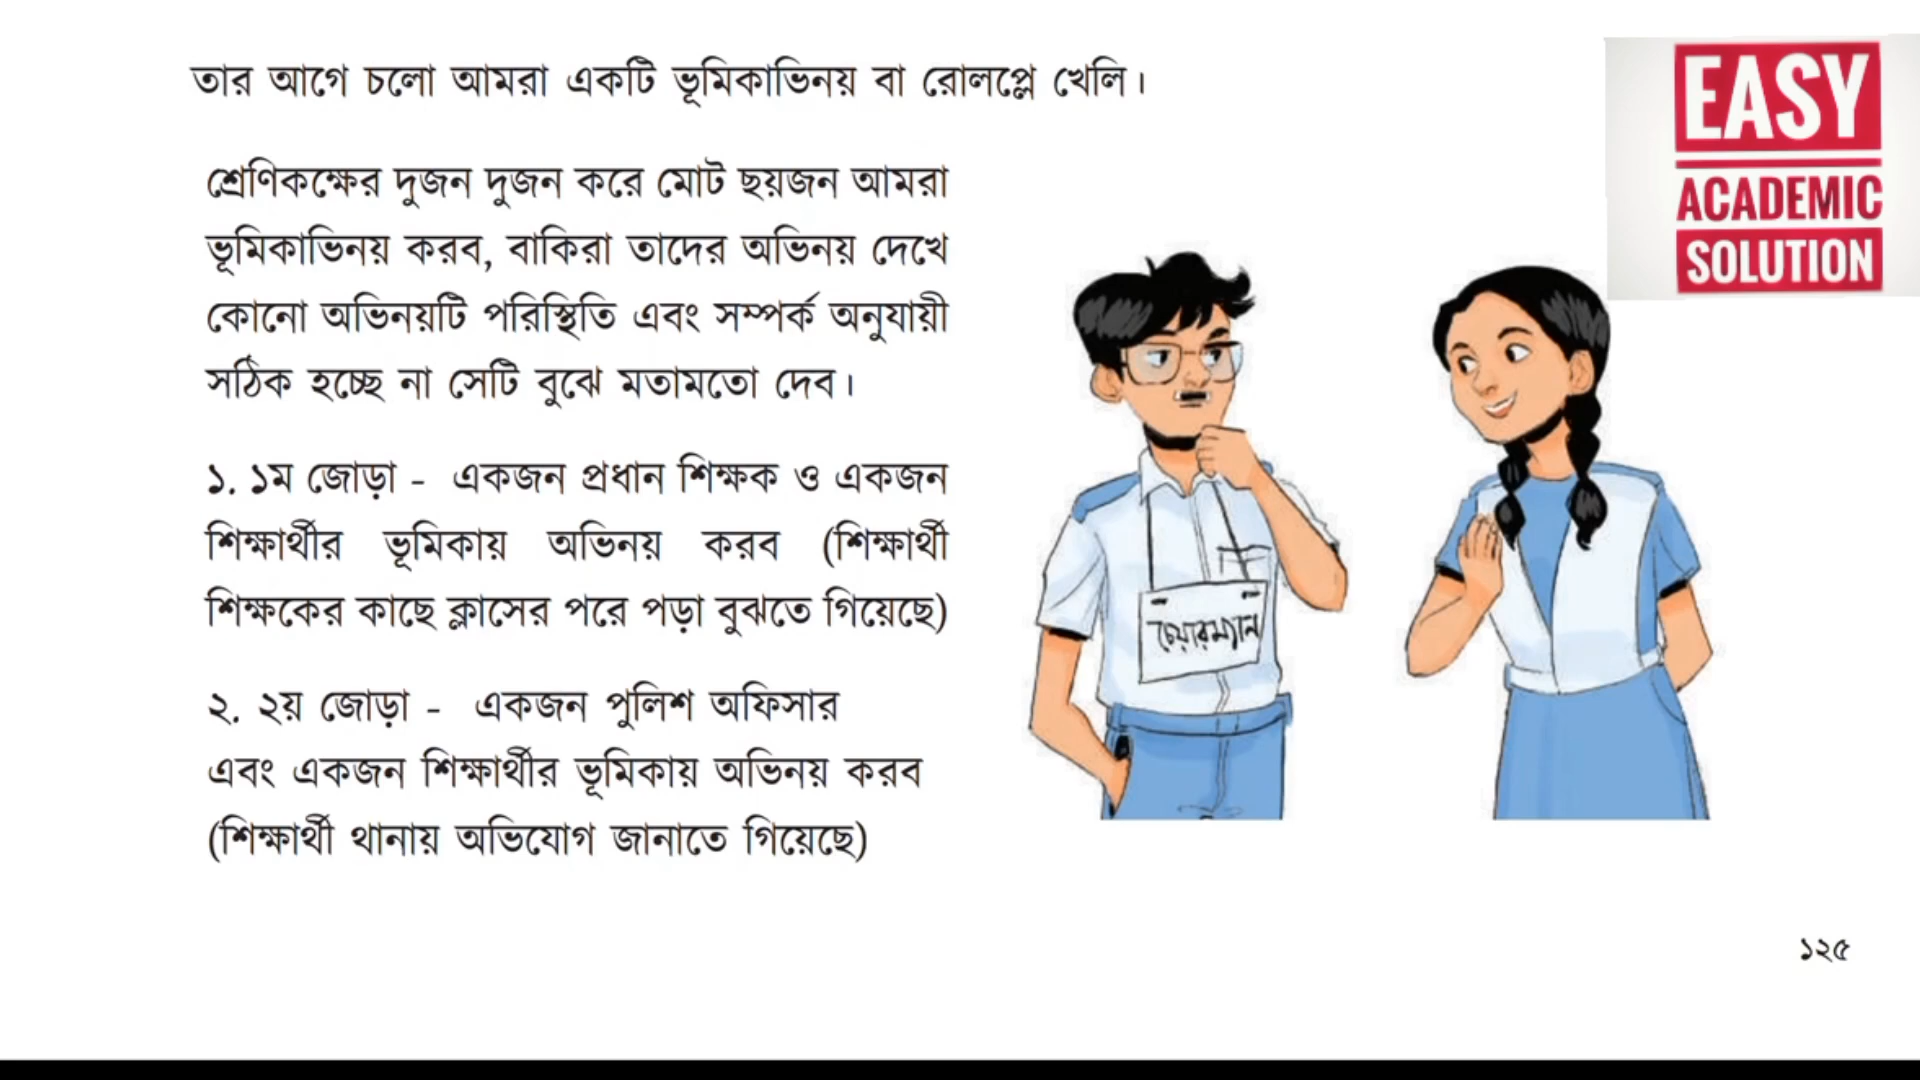 তার আগে চলো আমরা একটি ভূমিকাভিনয় বা রোলপ্লে খেলি।
শ্রেণিকক্ষের দুজন দুজন করে মোট ছয়জন আমরা
ভূমিকাভিনয় করব, বাকিরা তাদের অভিনয় দেখে
কোনো অভিনয়টি পরিস্থিতি এবং সম্পর্ক অনুযায়ী
সঠিক হচ্ছে না সেটি বুঝে মতামতো দেব।
১. ১ম জোড়া - একজন প্রধান শিক্ষক ও একজন
শিক্ষার্থীর ভূমিকায় অভিনয় করব (শিক্ষার্থী
শিক্ষকের কাছে ক্লাসের পরে পড়া বুঝতে গিয়েছে)
২. ২য় জোড়া - একজন পুলিশ অফিসার
এবং একজন শিক্ষার্থীর ভূমিকায় অভিনয় করব
(শিক্ষার্থী থানায় অভিযোগ জানাতে গিয়েছে)
চেয়ারম্যান
EASY
ACADEMIC
SOLUTION
১২৫